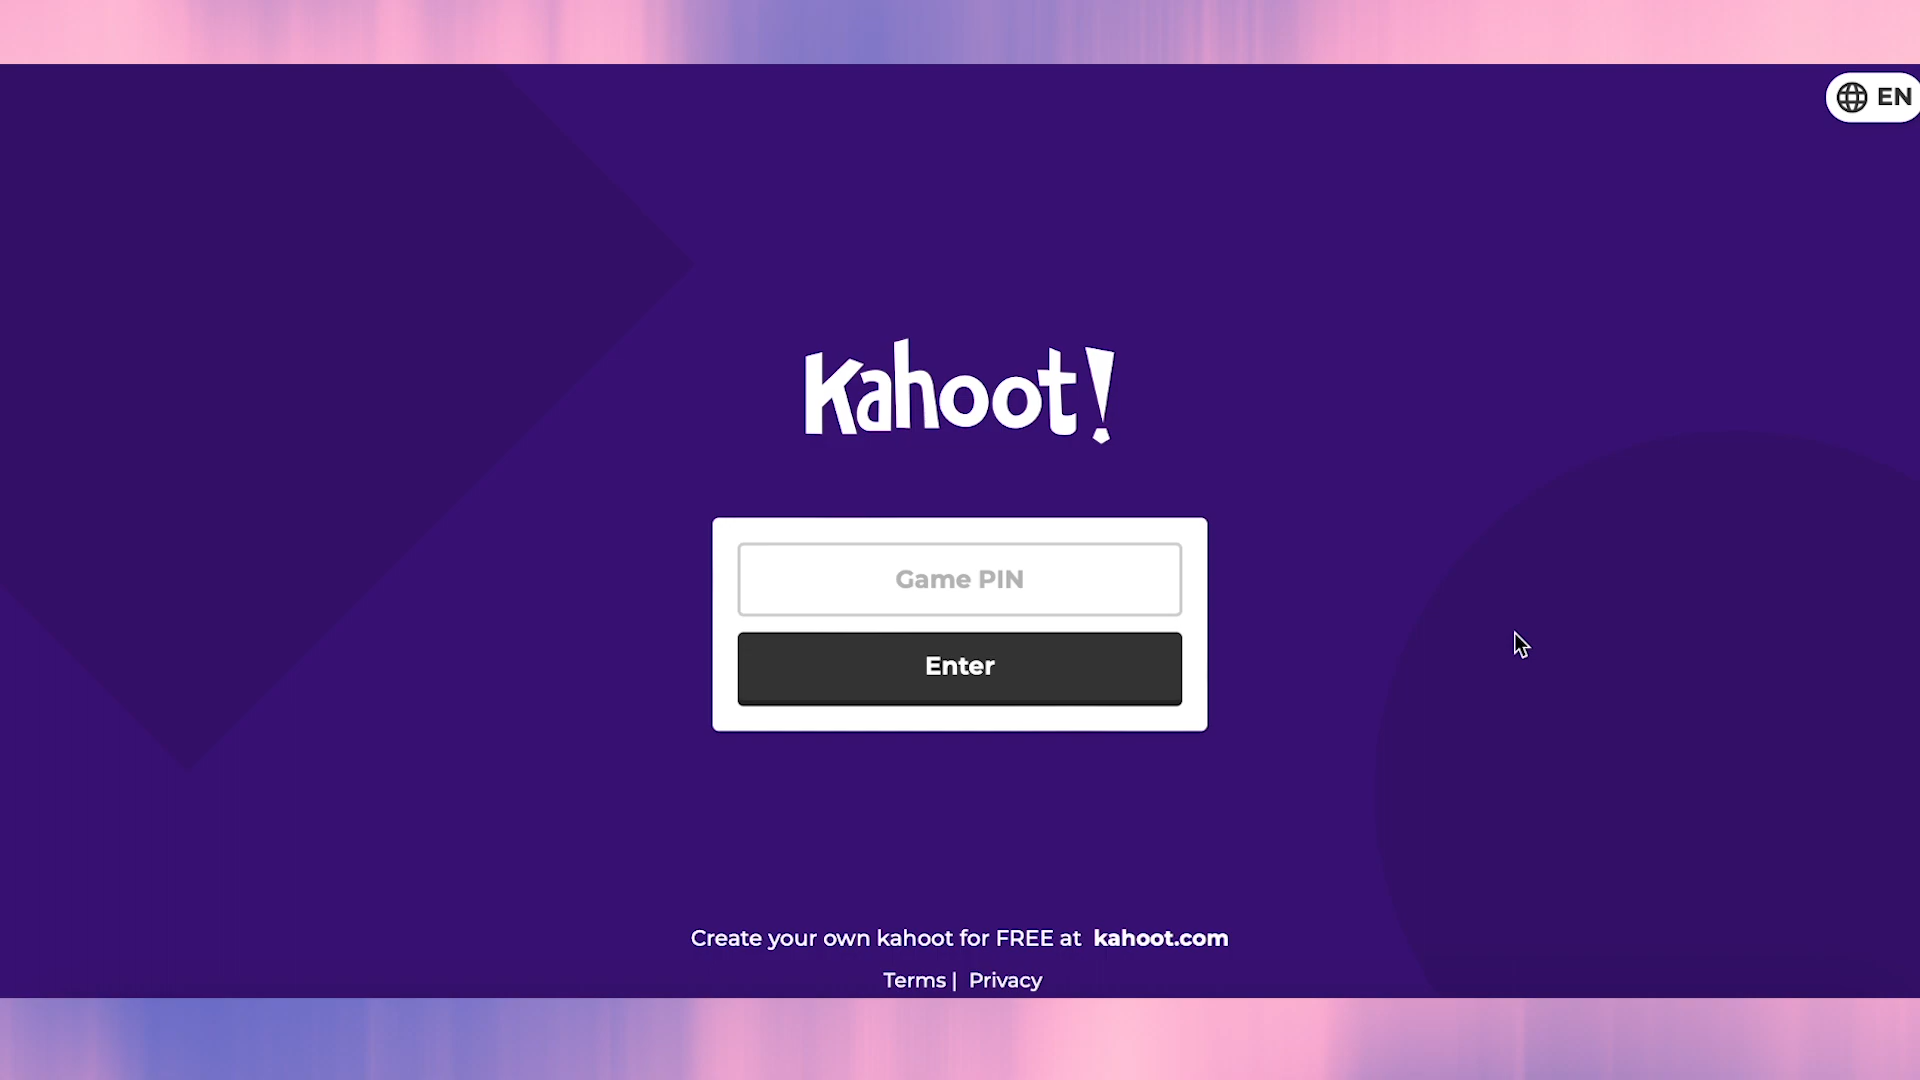 EN
Kahoot!
Game PIN
Enter
Create your own kahoot for FREE at kahoot.com
Terms | Privacy